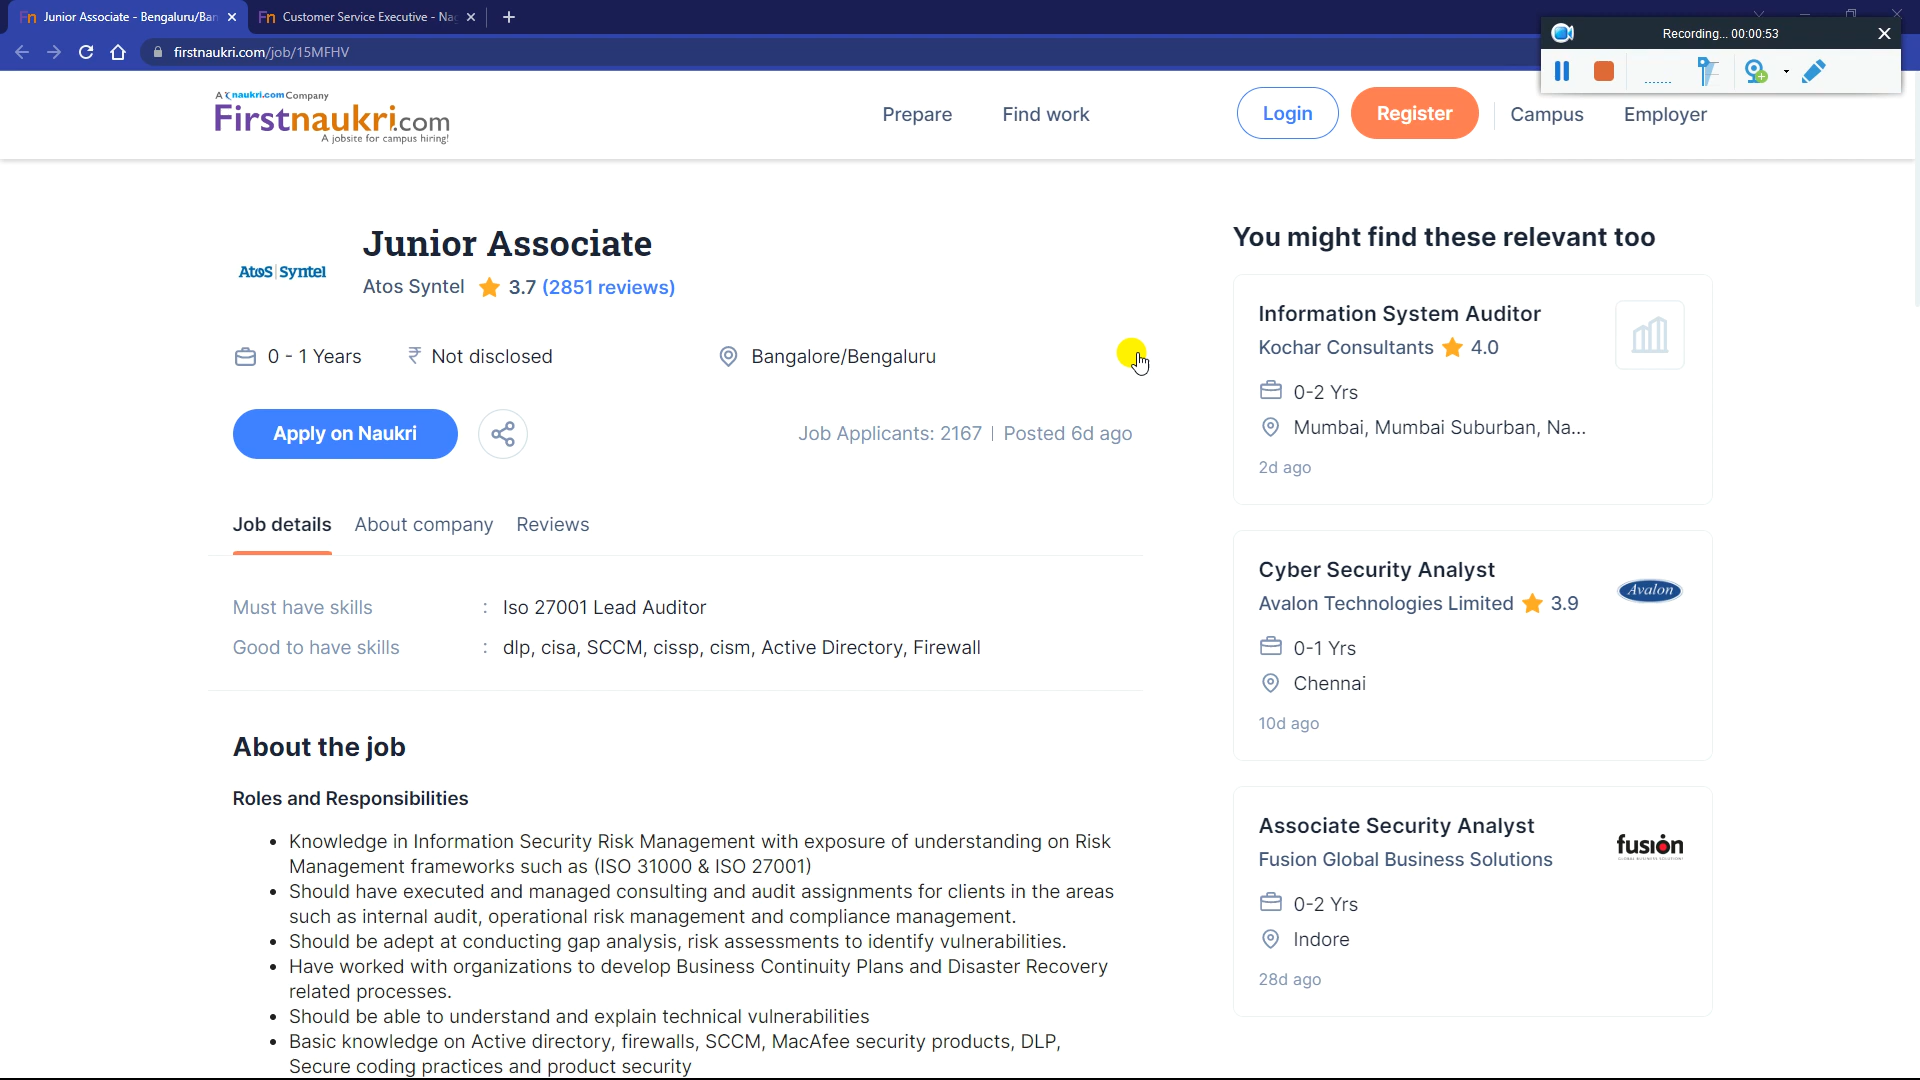 Junior Associate - Bengaluru/Ban
Customer Service Executive - Nag
firstnaukri.com/job/15MFHV
Recording... 00:00:53
A naukri.com Company
Firstnaukri.com
A jobsite for campus hiring!
Prepare
Find work
Login
Register
Campus
Employer
Junior Associate
Atos Syntel
Atos Syntel 3.7 (2851 reviews)
0 - 1 Years
₹ Not disclosed
Bangalore/Bengaluru
Apply on Naukri
Job Applicants: 2167 | Posted 6d ago
Job details
About company
Reviews
Must have skills : Iso 27001 Lead Auditor
Good to have skills : dlp, cisa, SCCM, cissp, cism, Active Directory, Firewall
About the job
Roles and Responsibilities
• Knowledge in Information Security Risk Management with exposure of understanding on Risk
Management frameworks such as (ISO 31000 & ISO 27001)
• Should have executed and managed consulting and audit assignments for clients in the areas
such as internal audit, operational risk management and compliance management.
• Should be adept at conducting gap analysis, risk assessments to identify vulnerabilities.
• Have worked with organizations to develop Business Continuity Plans and Disaster Recovery
related processes.
• Should be able to understand and explain technical vulnerabilities
• Basic knowledge on Active directory, firewalls, SCCM, MacAfee security products, DLP,
Secure coding practices and product security
You might find these relevant too
Information System Auditor
Kochar Consultants 4.0
0-2 Yrs
Mumbai, Mumbai Suburban, Na...
2d ago
Cyber Security Analyst
Avalon Technologies Limited 3.9
Avalon
0-1 Yrs
Chennai
10d ago
Associate Security Analyst
Fusion Global Business Solutions
fusion
0-2 Yrs
Indore
28d ago